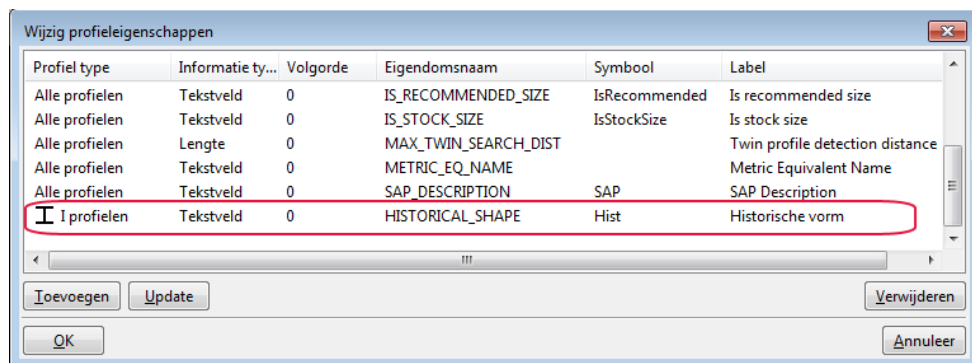 Wijzig profieleigenschappen
Profiel type Informatie ty... Volgorde Eigendomsnaam Symbool Label
Alle profielen Tekstveld 0 IS_RECOMMENDED_SIZE IsRecommended Is recommended size
Alle profielen Tekstveld 0 IS_STOCK_SIZE IsStockSize Is stock size
Alle profielen Lengte 0 MAX_TWIN_SEARCH_DIST Twin profile detection distance
Alle profielen Tekstveld 0 METRIC_EQ_NAME Metric Equivalent Name
Alle profielen Tekstveld 0 SAP_DESCRIPTION SAP SAP Description
I profielen Tekstveld 0 HISTORICAL_SHAPE Hist Historische vorm
Toevoegen Update Verwijderen
OK Annuleer